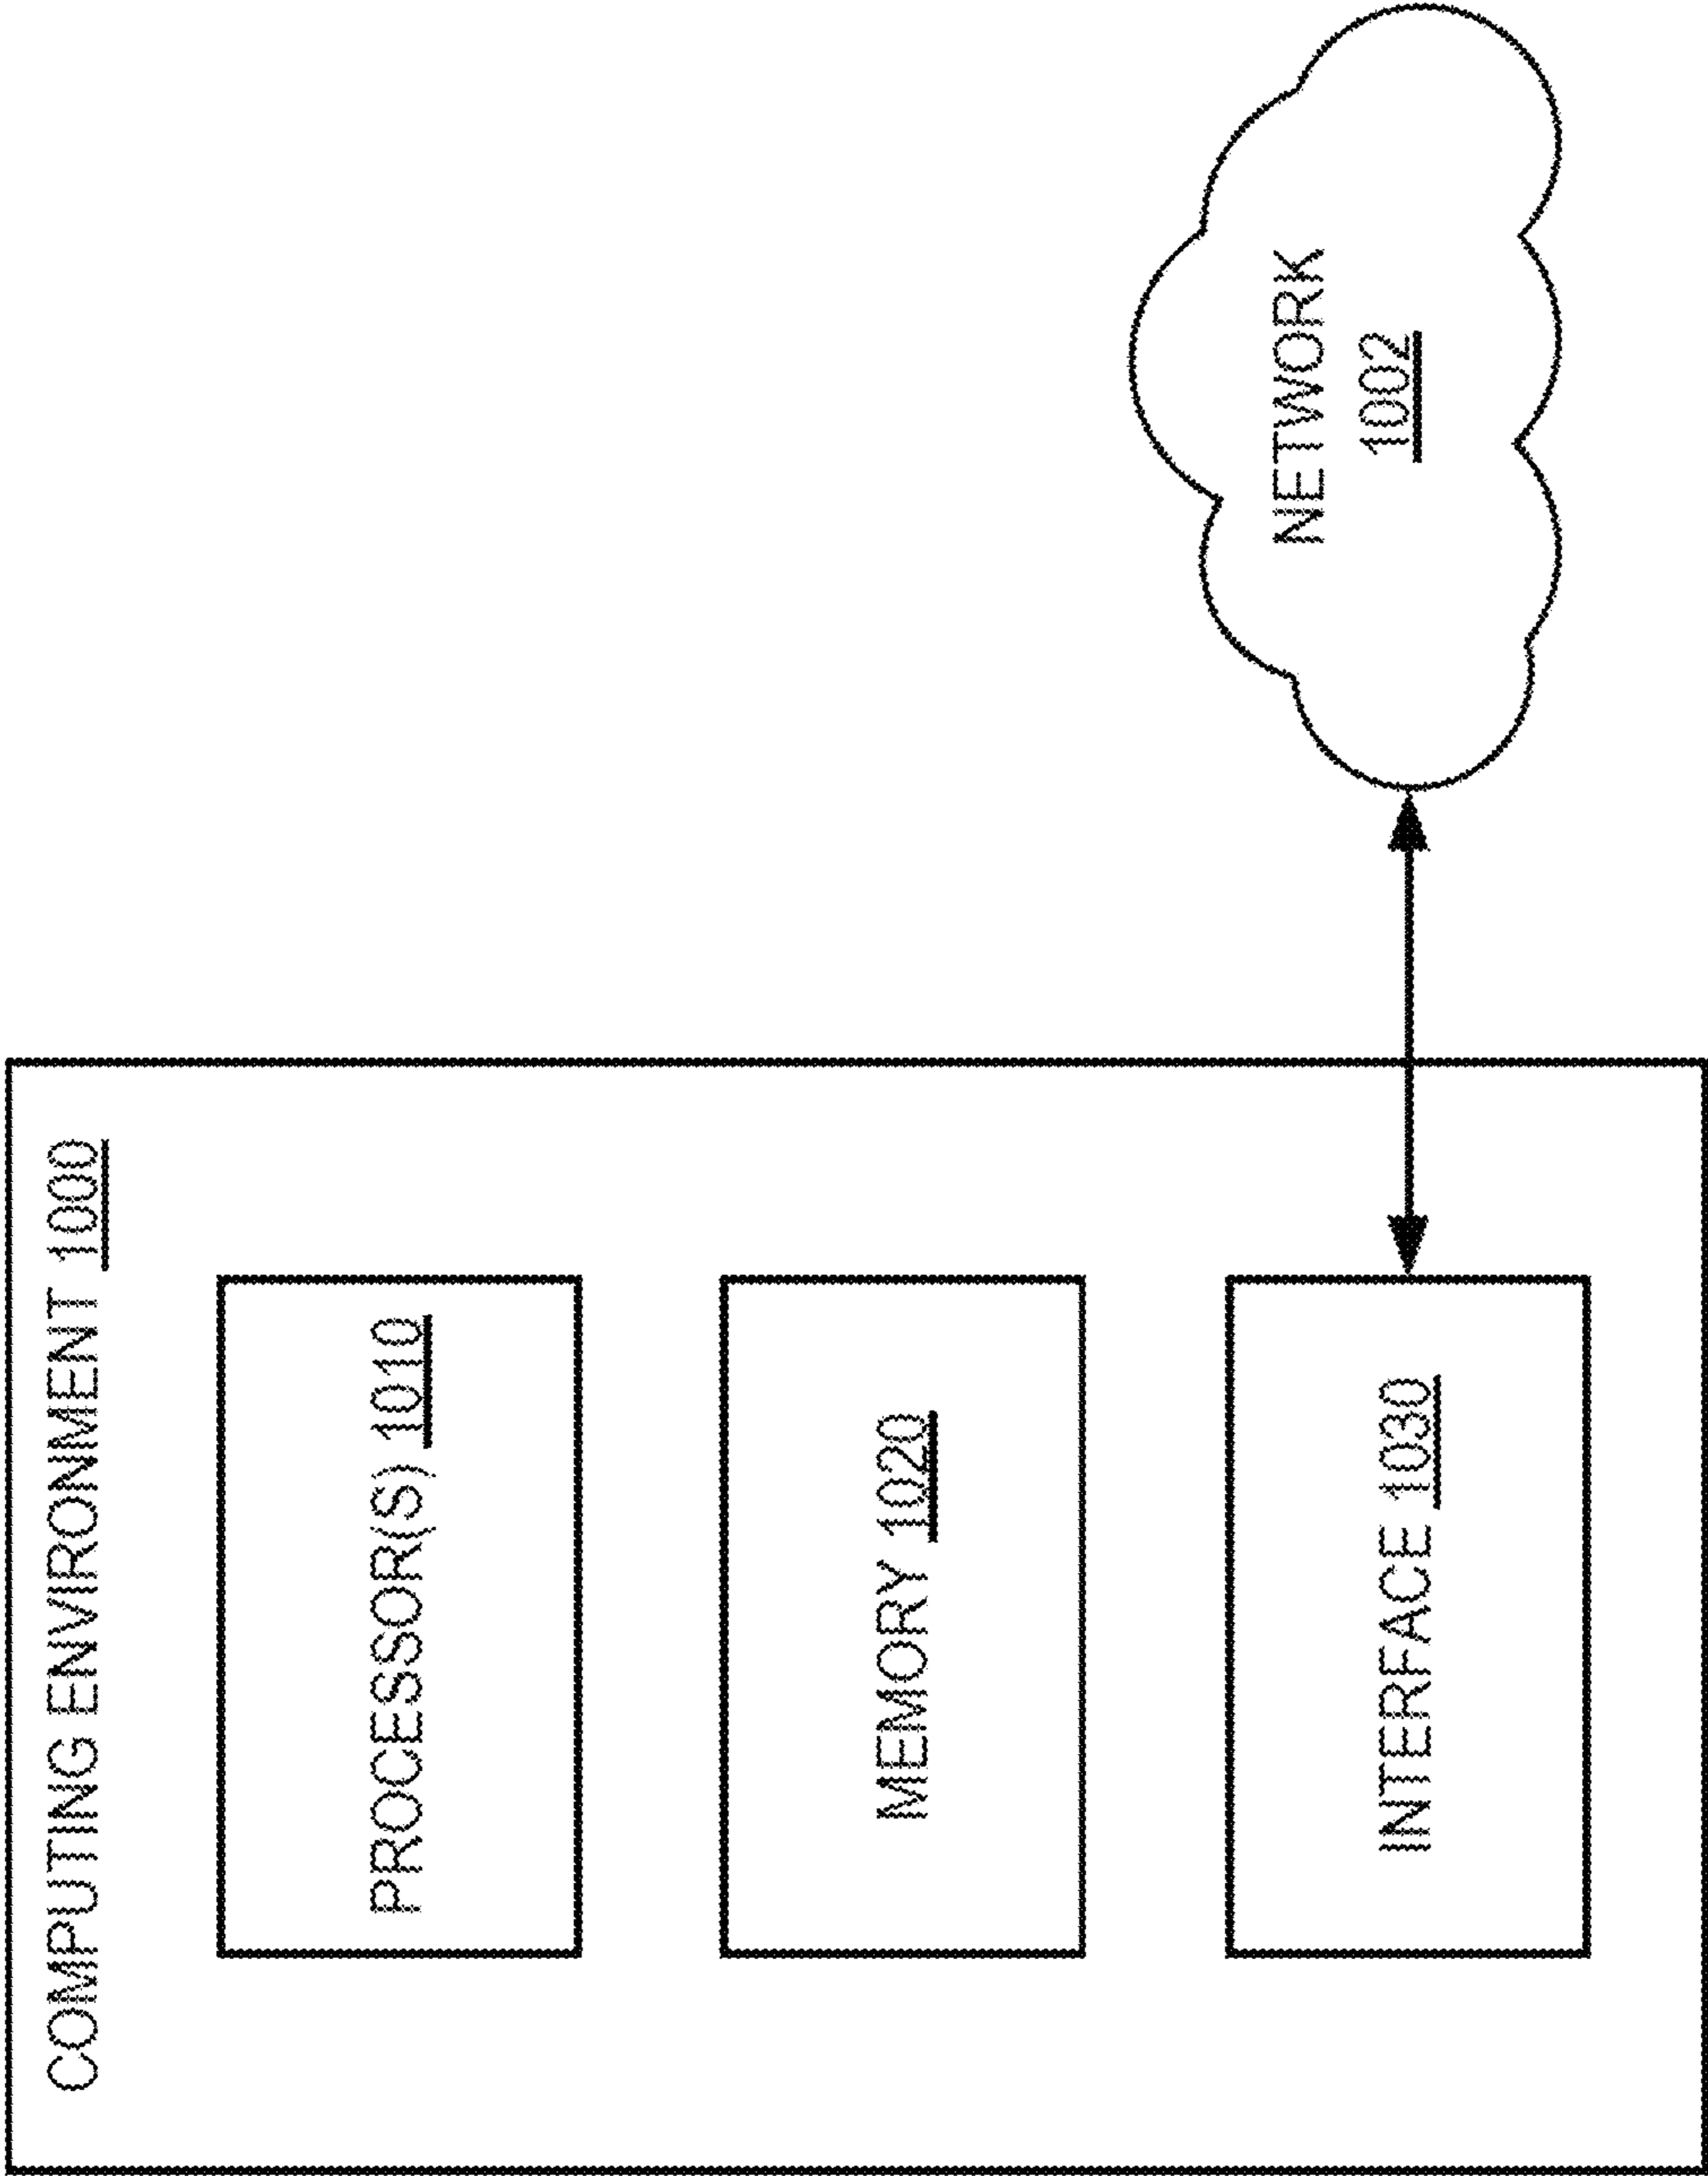 COMPUTING ENVIRONMENT 1000
PROCESSOR(S) 1010
MEMORY 1020
INTERFACE 1030
NETWORK
1002